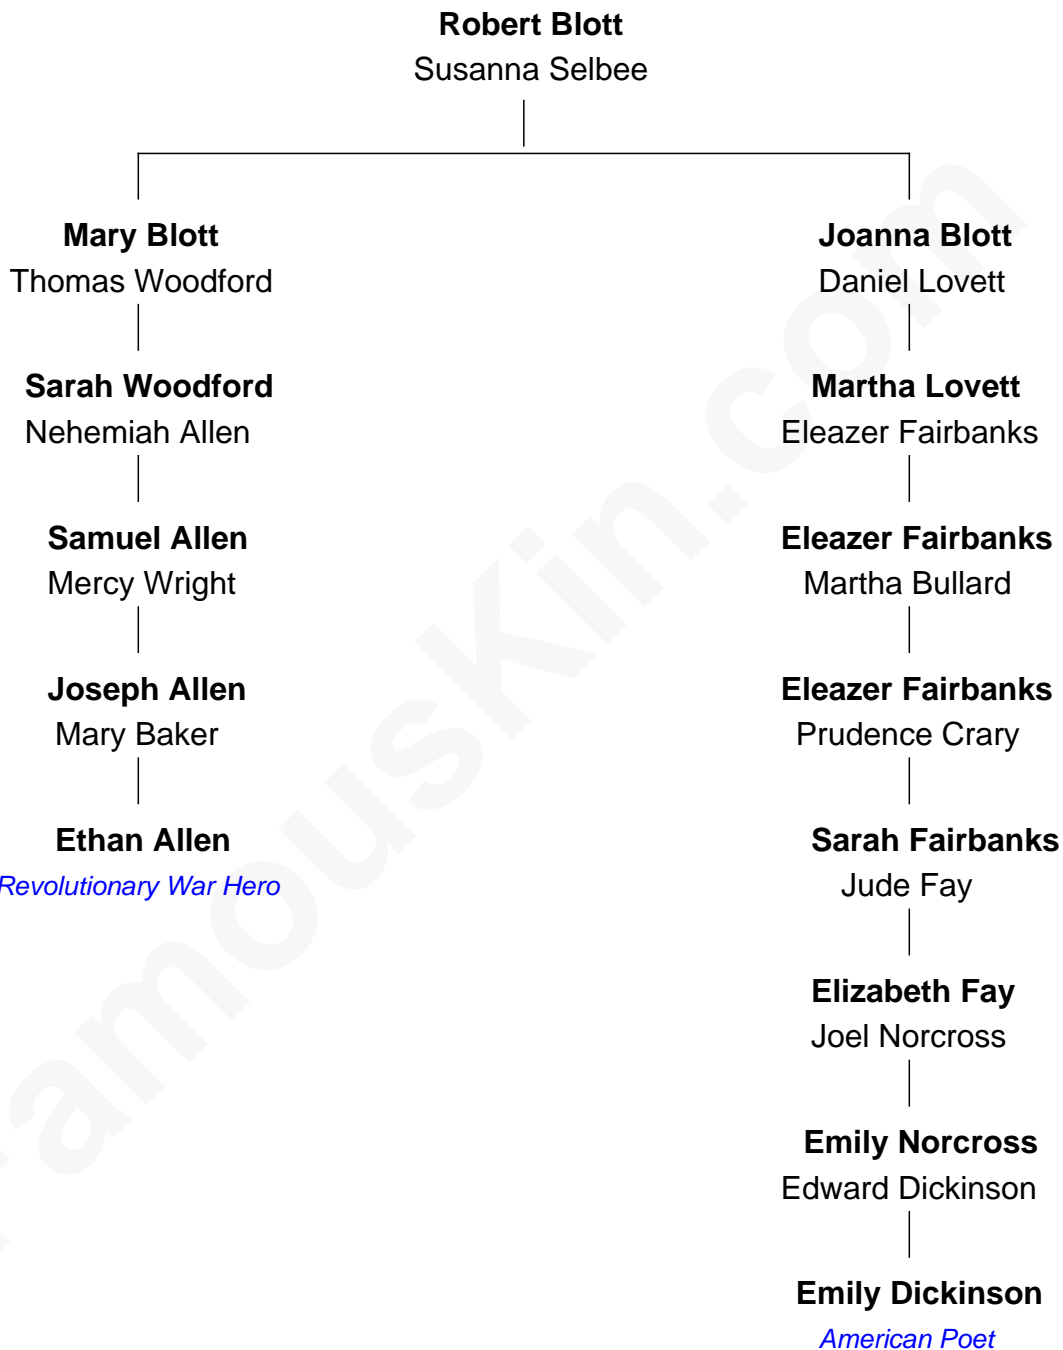 Robert Blott
Susanna Selbee
Mary Blott
Thomas Woodford
Sarah Woodford
Nehemiah Allen
Samuel Allen
Mercy Wright
Joseph Allen
Mary Baker
Ethan Allen
Revolutionary War Hero
Joanna Blott
Daniel Lovett
Martha Lovett
Eleazer Fairbanks
Eleazer Fairbanks
Martha Bullard
Eleazer Fairbanks
Prudence Crary
Sarah Fairbanks
Jude Fay
Elizabeth Fay
Joel Norcross
Emily Norcross
Edward Dickinson
Emily Dickinson
American Poet
FamousKin.com